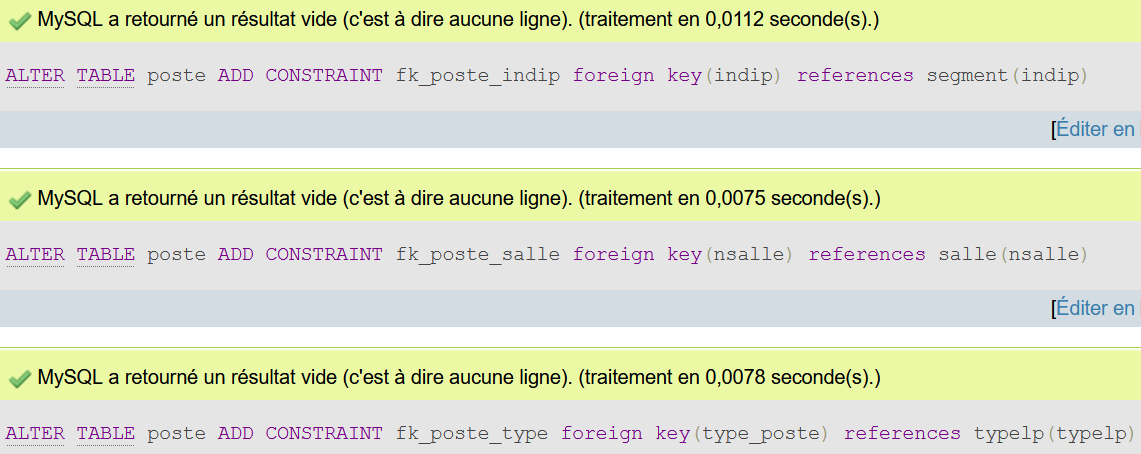 MySQL a retourné un résultat vide (c'est à dire aucune ligne). (traitement en 0,0112 seconde(s).)
ALTER TABLE poste ADD CONSTRAINT fk_poste_indip foreign key(indip) references segment(indip)
[Éditer en
MySQL a retourné un résultat vide (c'est à dire aucune ligne). (traitement en 0,0075 seconde(s).)
ALTER TABLE poste ADD CONSTRAINT fk_poste_salle foreign key(nsalle) references salle(nsalle)
[Éditer en
MySQL a retourné un résultat vide (c'est à dire aucune ligne). (traitement en 0,0078 seconde(s).)
ALTER TABLE poste ADD CONSTRAINT fk_poste_type foreign key(type_poste) references typelp(typelp)